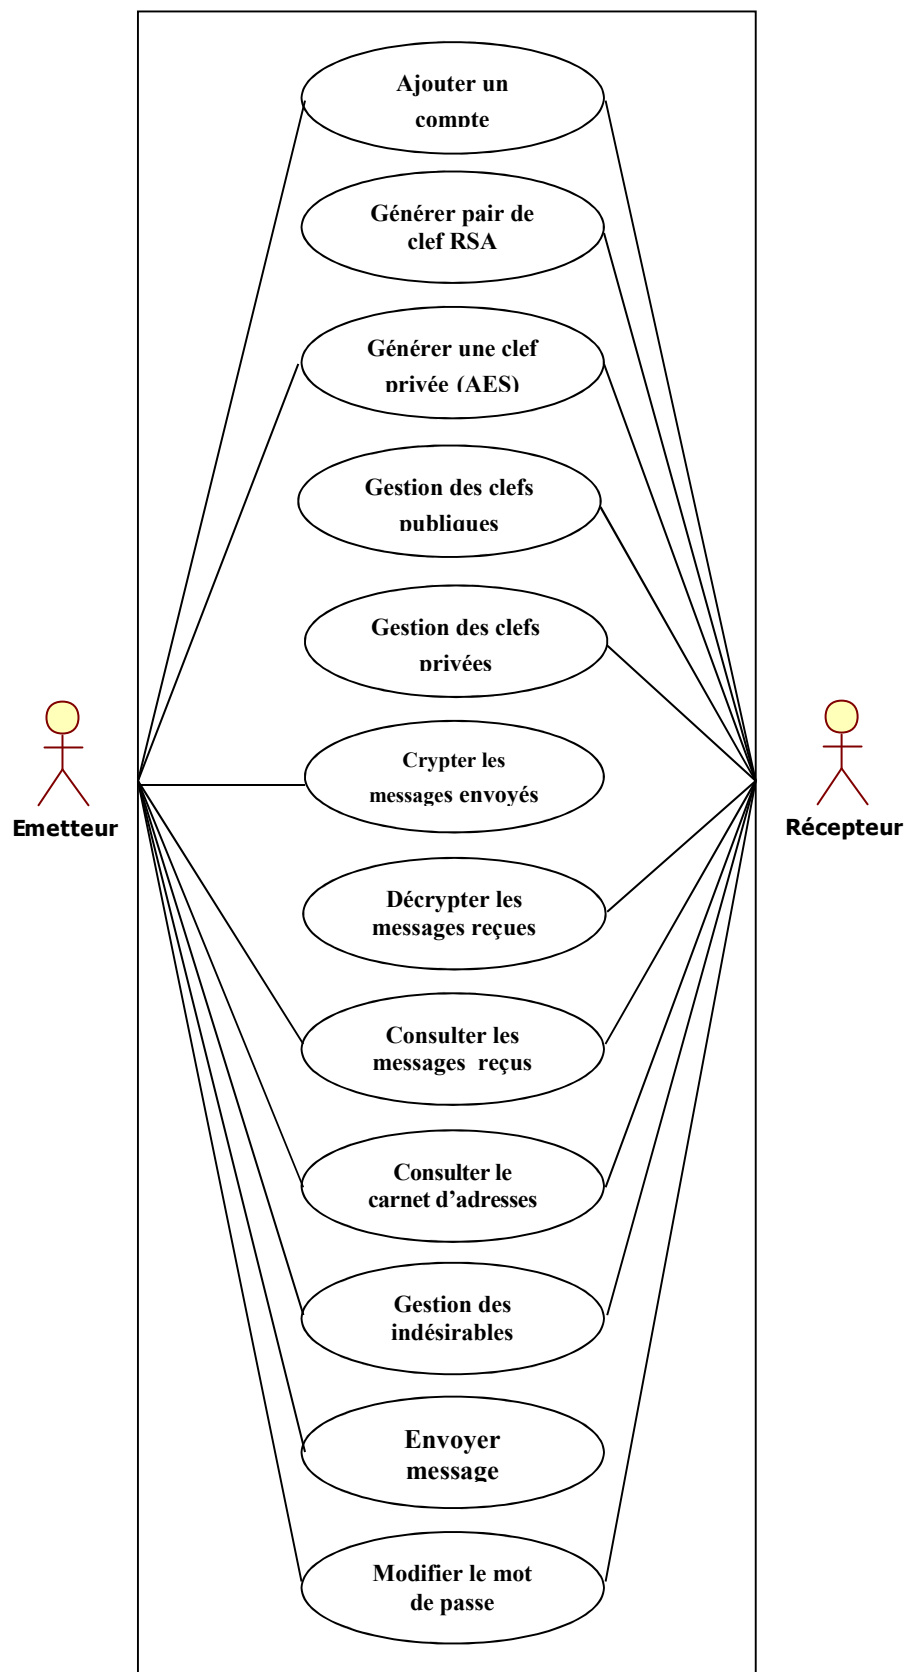 Ajouter un
compte
Générer pair de
clef RSA
Générer une clef
privée (AES)
Gestion des clefs
publiques
Gestion des clefs
privées
Crypter les
messages envoyés
Emetteur
Récepteur
Décrypter les
messages reçues
Consulter les
messages reçus
Consulter le
carnet d’adresses
Gestion des
indésirables
Envoyer
message
Modifier le mot
de passe